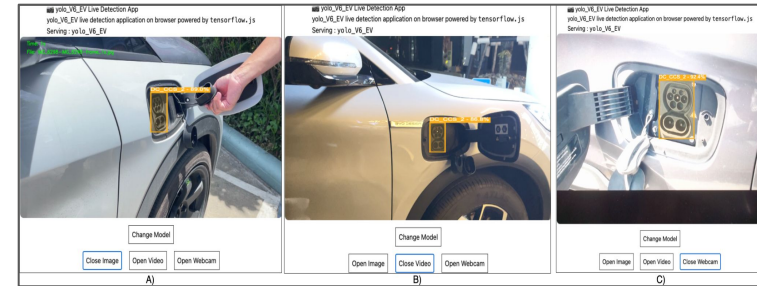 📷 yolo_V6_EV Live Detection App
yolo_V6_EV live detection application on browser powered by tensorflow.js
Serving : yolo_V6_EV
Change Model
Close Image Open Video Open Webcam
A)
📷 yolo_V6_EV Live Detection App
yolo_V6_EV live detection application on browser powered by tensorflow.js
Serving : yolo_V6_EV
Change Model
Open Image Close Video Open Webcam
B)
📷 yolo_V6_EV Live Detection App
yolo_V6_EV live detection application on browser powered by tensorflow.js
Serving : yolo_V6_EV
Change Model
Open Image Open Video Close Webcam
C)